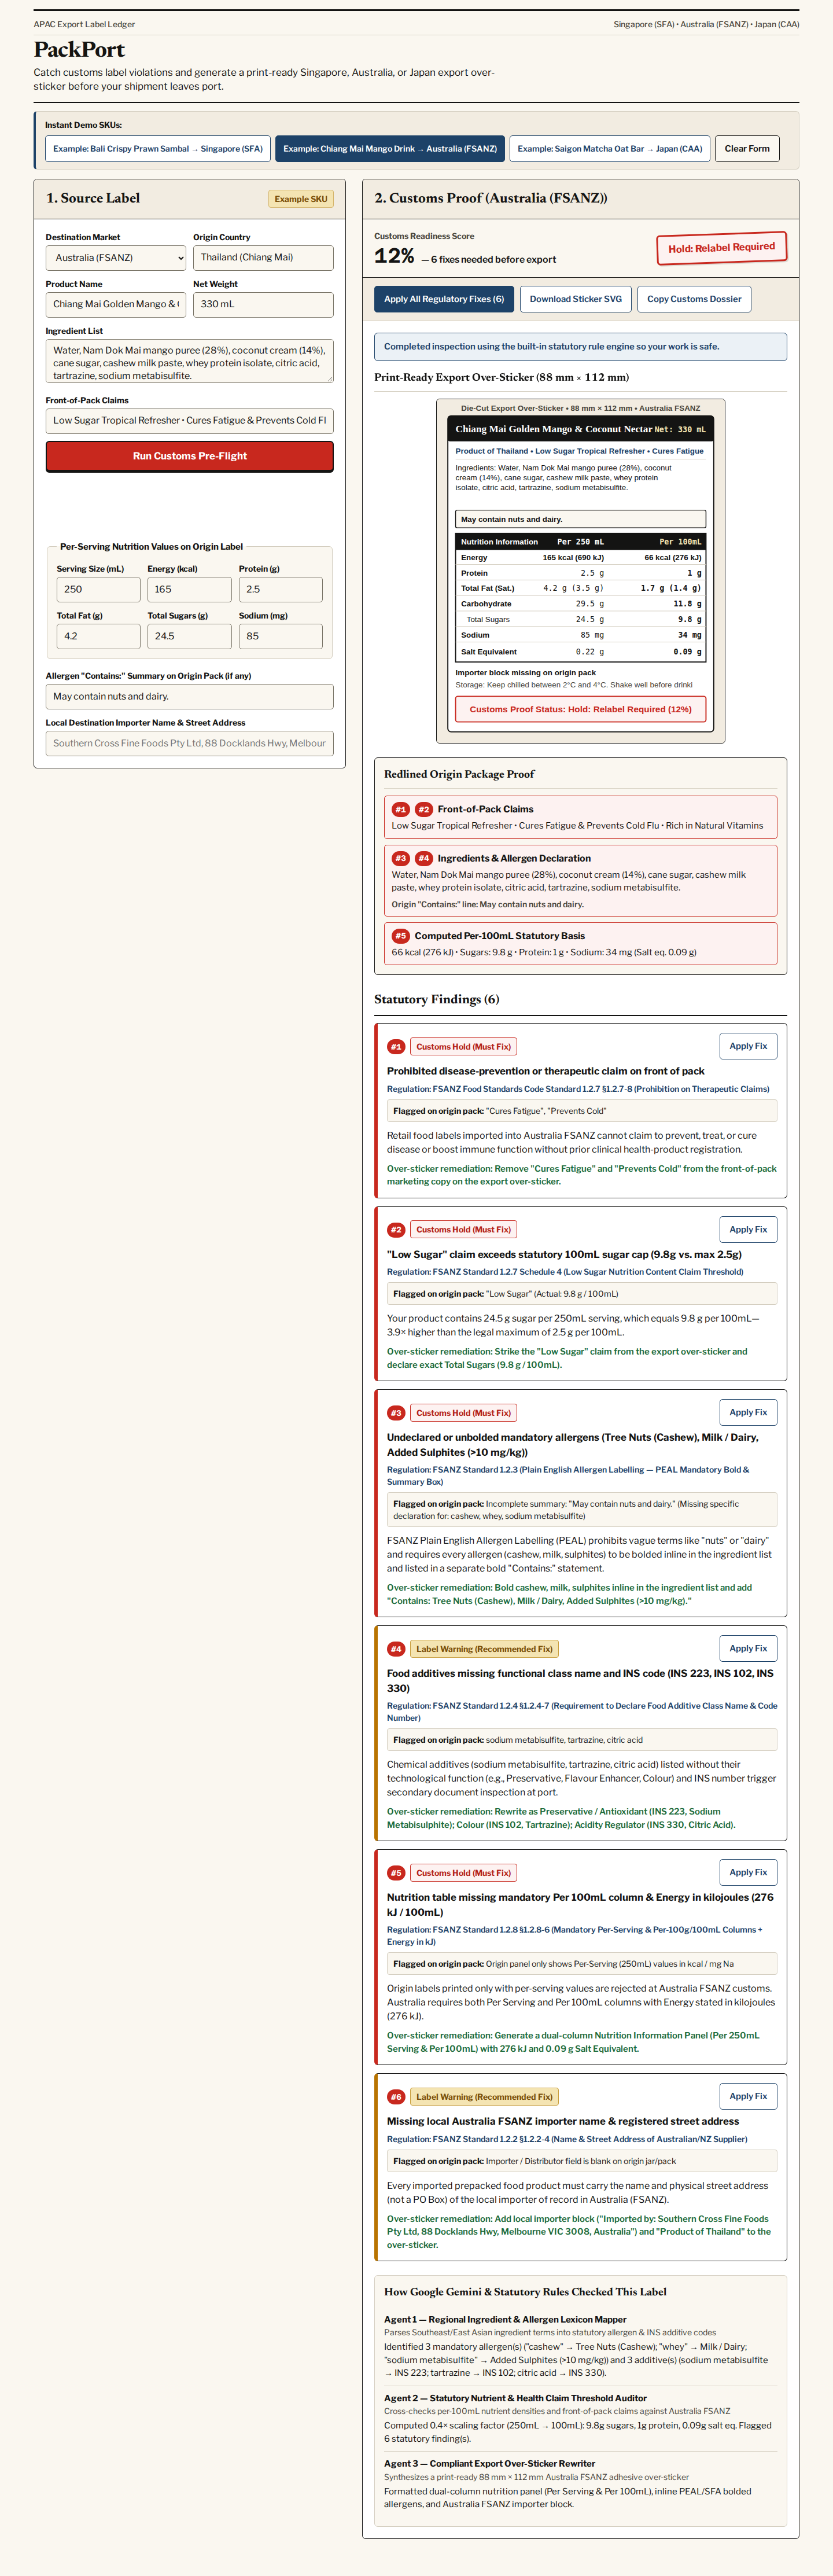 APAC Export Label Ledger
Singapore (SFA) • Australia (FSANZ) • Japan (CAA)
PackPort
Catch customs label violations and generate a print-ready Singapore, Australia, or Japan export over-
sticker before your shipment leaves port.
Instant Demo SKUs:
Example: Bali Crispy Prawn Sambal → Singapore (SFA)
Example: Chiang Mai Mango Drink → Australia (FSANZ)
Example: Saigon Matcha Oat Bar → Japan (CAA)
Clear Form
1. Source Label
Example SKU
Destination Market
Origin Country
Australia (FSANZ)
Thailand (Chiang Mai)
Product Name
Net Weight
Chiang Mai Golden Mango & (
330 mL
Ingredient List
Water, Nam Dok Mai mango puree (28%), coconut cream (14%),
cane sugar, cashew milk paste, whey protein isolate, citric acid,
tartrazine, sodium metabisulfite.
Front-of-Pack Claims
Low Sugar Tropical Refresher • Cures Fatigue & Prevents Cold Fl
Run Customs Pre-Flight
Per-Serving Nutrition Values on Origin Label
Serving Size (mL)
Energy (kcal)
Protein (g)
250
165
2.5
Total Fat (g)
Total Sugars (g)
Sodium (mg)
4.2
24.5
85
Allergen "Contains:" Summary on Origin Pack (if any)
May contain nuts and dairy.
Local Destination Importer Name & Street Address
Southern Cross Fine Foods Pty Ltd, 88 Docklands Hwy, Melbour
2. Customs Proof (Australia (FSANZ))
Customs Readiness Score
12% — 6 fixes needed before export
Hold: Relabel Required
Apply All Regulatory Fixes (6)
Download Sticker SVG
Copy Customs Dossier
Completed inspection using the built-in statutory rule engine so your work is safe.
Print-Ready Export Over-Sticker (88 mm × 112 mm)
Die-Cut Export Over-Sticker • 88 mm × 112 mm • Australia FSANZ
Chiang Mai Golden Mango & Coconut Nectar Net: 330 mL
Product of Thailand • Low Sugar Tropical Refresher • Cures Fatigue
Ingredients: Water, Nam Dok Mai mango puree (28%), coconut
cream (14%), cane sugar, cashew milk paste, whey protein
isolate, citric acid, tartrazine, sodium metabisulfite.
May contain nuts and dairy.
Nutrition Information Per 250 mL Per 100mL
Energy 165 kcal (690 kJ) 66 kcal (276 kJ)
Protein 2.5 g 1 g
Total Fat (Sat.) 4.2 g (3.5 g) 1.7 g (1.4 g)
Carbohydrate 29.5 g 11.8 g
Total Sugars 24.5 g 9.8 g
Sodium 85 mg 34 mg
Salt Equivalent 0.22 g 0.09 g
Importer block missing on origin pack
Storage: Keep chilled between 2°C and 4°C. Shake well before drinki
Customs Proof Status: Hold: Relabel Required (12%)
Redlined Origin Package Proof
#1 #2 Front-of-Pack Claims
Low Sugar Tropical Refresher • Cures Fatigue & Prevents Cold Flu • Rich in Natural Vitamins
#3 #4 Ingredients & Allergen Declaration
Water, Nam Dok Mai mango puree (28%), coconut cream (14%), cane sugar, cashew milk
paste, whey protein isolate, citric acid, tartrazine, sodium metabisulfite.
Origin "Contains:" line: May contain nuts and dairy.
#5 Computed Per-100mL Statutory Basis
66 kcal (276 kJ) • Sugars: 9.8 g • Protein: 1 g • Sodium: 34 mg (Salt eq. 0.09 g)
Statutory Findings (6)
#1 Customs Hold (Must Fix)
Apply Fix
Prohibited disease-prevention or therapeutic claim on front of pack
Regulation: FSANZ Food Standards Code Standard 1.2.7 §1.2.7-8 (Prohibition on Therapeutic Claims)
Flagged on origin pack: "Cures Fatigue", "Prevents Cold"
Retail food labels imported into Australia FSANZ cannot claim to prevent, treat, or cure
disease or boost immune function without prior clinical health-product registration.
Over-sticker remediation: Remove "Cures Fatigue" and "Prevents Cold" from the front-of-pack
marketing copy on the export over-sticker.
#2 Customs Hold (Must Fix)
Apply Fix
"Low Sugar" claim exceeds statutory 100mL sugar cap (9.8g vs. max 2.5g)
Regulation: FSANZ Standard 1.2.7 Schedule 4 (Low Sugar Nutrition Content Claim Threshold)
Flagged on origin pack: "Low Sugar" (Actual: 9.8 g / 100mL)
Your product contains 24.5 g sugar per 250mL serving, which equals 9.8 g per 100mL—
3.9× higher than the legal maximum of 2.5 g per 100mL.
Over-sticker remediation: Strike the "Low Sugar" claim from the export over-sticker and
declare exact Total Sugars (9.8 g / 100mL).
#3 Customs Hold (Must Fix)
Apply Fix
Undeclared or unbolded mandatory allergens (Tree Nuts (Cashew), Milk / Dairy,
Added Sulphites (>10 mg/kg))
Regulation: FSANZ Standard 1.2.3 (Plain English Allergen Labelling — PEAL Mandatory Bold &
Summary Box)
Flagged on origin pack: Incomplete summary: "May contain nuts and dairy." (Missing specific
declaration for: cashew, whey, sodium metabisulfite)
FSANZ Plain English Allergen Labelling (PEAL) prohibits vague terms like "nuts" or "dairy"
and requires every allergen (cashew, milk, sulphites) to be bolded inline in the ingredient list
and listed in a separate bold "Contains:" statement.
Over-sticker remediation: Bold cashew, milk, sulphites inline in the ingredient list and add
"Contains: Tree Nuts (Cashew), Milk / Dairy, Added Sulphites (>10 mg/kg)."
#4 Label Warning (Recommended Fix)
Apply Fix
Food additives missing functional class name and INS code (INS 223, INS 102, INS
330)
Regulation: FSANZ Standard 1.2.4 §1.2.4-7 (Requirement to Declare Food Additive Class Name & Code
Number)
Flagged on origin pack: sodium metabisulfite, tartrazine, citric acid
Chemical additives (sodium metabisulfite, tartrazine, citric acid) listed without their
technological function (e.g., Preservative, Flavour Enhancer, Colour) and INS number trigger
secondary document inspection at port.
Over-sticker remediation: Rewrite as Preservative / Antioxidant (INS 223, Sodium
Metabisulphite); Colour (INS 102, Tartrazine); Acidity Regulator (INS 330, Citric Acid).
#5 Customs Hold (Must Fix)
Apply Fix
Nutrition table missing mandatory Per 100mL column & Energy in kilojoules (276
kJ / 100mL)
Regulation: FSANZ Standard 1.2.8 §1.2.8-6 (Mandatory Per-Serving & Per-100g/100mL Columns +
Energy in kJ)
Flagged on origin pack: Origin panel only shows Per-Serving (250mL) values in kcal / mg Na
Origin labels printed only with per-serving values are rejected at Australia FSANZ customs.
Australia requires both Per Serving and Per 100mL columns with Energy stated in kilojoules
(276 kJ).
Over-sticker remediation: Generate a dual-column Nutrition Information Panel (Per 250mL
Serving & Per 100mL) with 276 kJ and 0.09 g Salt Equivalent.
#6 Label Warning (Recommended Fix)
Apply Fix
Missing local Australia FSANZ importer name & registered street address
Regulation: FSANZ Standard 1.2.2 §1.2.2-4 (Name & Street Address of Australian/NZ Supplier)
Flagged on origin pack: Importer / Distributor field is blank on origin jar/pack
Every imported prepacked food product must carry the name and physical street address
(not a PO Box) of the local importer of record in Australia (FSANZ).
Over-sticker remediation: Add local importer block ("Imported by: Southern Cross Fine Foods
Pty Ltd, 88 Docklands Hwy, Melbourne VIC 3008, Australia") and "Product of Thailand" to the
over-sticker.
How Google Gemini & Statutory Rules Checked This Label
Agent 1 — Regional Ingredient & Allergen Lexicon Mapper
Parses Southeast/East Asian ingredient terms into statutory allergen & INS additive codes
Identified 3 mandatory allergen(s) ("cashew" → Tree Nuts (Cashew); "whey" → Milk / Dairy;
"sodium metabisulfite" → Added Sulphites (>10 mg/kg)) and 3 additive(s) (sodium metabisulfite
→ INS 223; tartrazine → INS 102; citric acid → INS 330).
Agent 2 — Statutory Nutrient & Health Claim Threshold Auditor
Cross-checks per-100mL nutrient densities and front-of-pack claims against Australia FSANZ
Computed 0.4× scaling factor (250mL → 100mL): 9.8g sugars, 1g protein, 0.09g salt eq. Flagged
6 statutory finding(s).
Agent 3 — Compliant Export Over-Sticker Rewriter
Synthesizes a print-ready 88 mm × 112 mm Australia FSANZ adhesive over-sticker
Formatted dual-column nutrition panel (Per Serving & Per 100mL), inline PEAL/SFA bolded
allergens, and Australia FSANZ importer block.